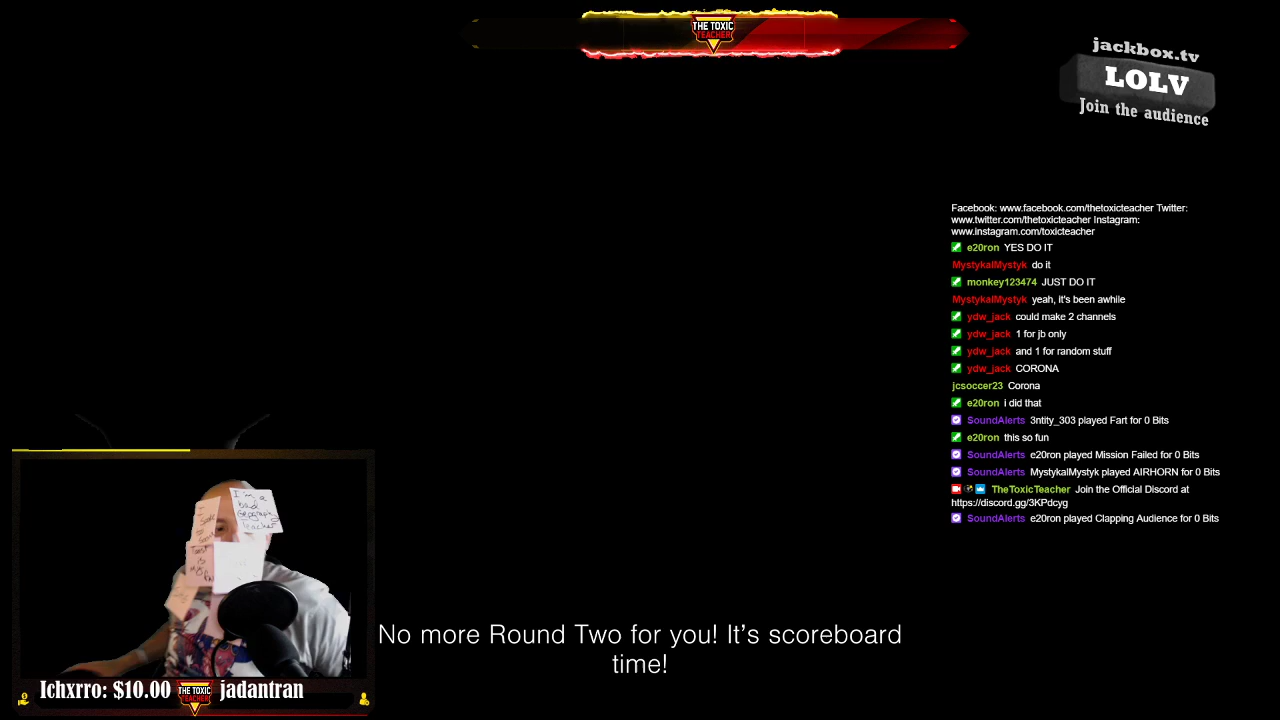 THE TOXIC
TEACHER
jackbox.tv
LOLV
Join the audience
Facebook: www.facebook.com/thetoxicteacher Twitter:
www.twitter.com/thetoxicteacher Instagram:
www.instagram.com/toxicteacher
e20ron YES DO IT
MystykalMystyk do it
monkey123474 JUST DO IT
MystykalMystyk yeah, it's been awhile
ydw_jack could make 2 channels
ydw_jack 1 for jb only
ydw_jack and 1 for random stuff
ydw_jack CORONA
jcsoccer23 Corona
e20ron i did that
SoundAlerts 3ntity_303 played Fart for 0 Bits
e20ron this so fun
SoundAlerts e20ron played Mission Failed for 0 Bits
SoundAlerts MystykalMystyk played AIRHORN for 0 Bits
TheToxicTeacher Join the Official Discord at
https://discord.gg/3KPdcyg
SoundAlerts e20ron played Clapping Audience for 0 Bits
I'm a
bad
Geography
Teacher
No more Round Two for you! It's scoreboard
time!
Ichxrro: $10.00
THE TOXIC
TEACHER
jadantran